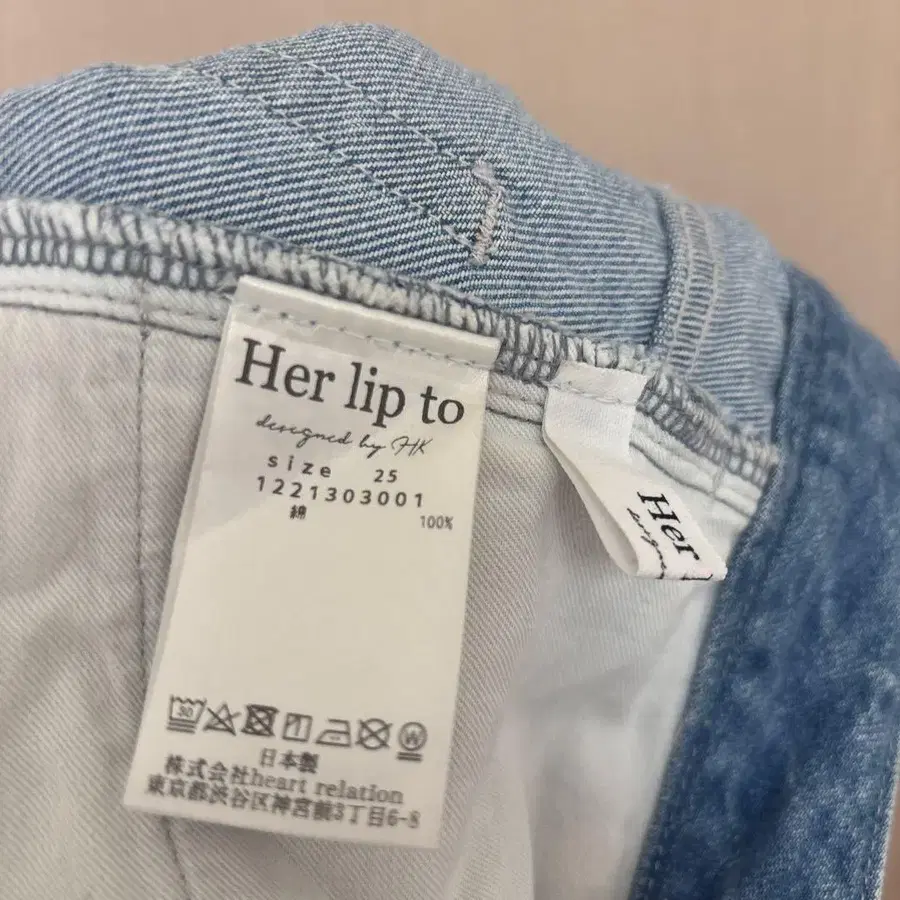 Her lip to
designed by HK
size 25
1221303001
綿 100%
30
W
日本製
株式会社heart relation
東京都渋谷区神宮前3丁目6-8
Her
designed